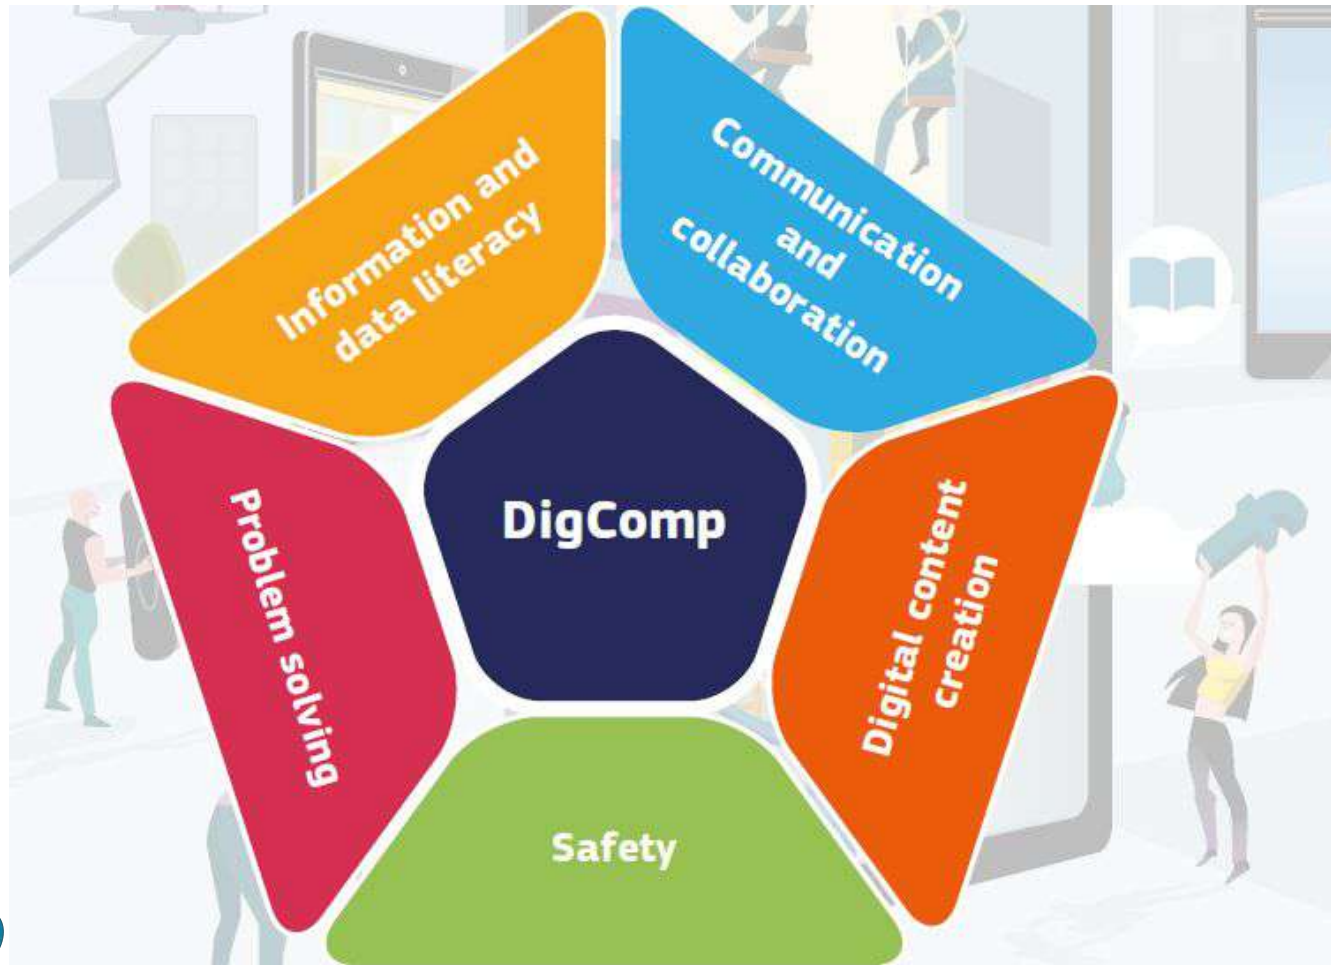 Information and
data literacy
Communication
and
collaboration
Problem solving
DigComp
Digital content
creation
Safety